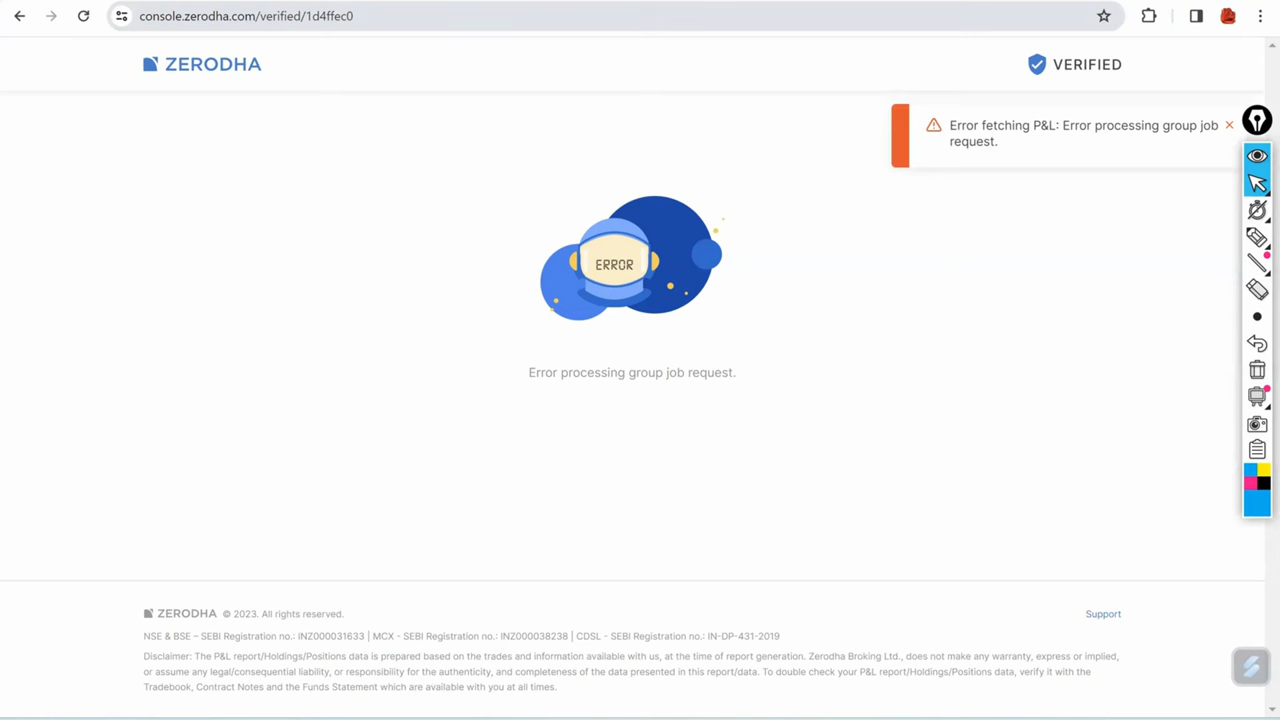 console.zerodha.com/verified/1d4ffec0
ZERODHA
VERIFIED
Error fetching P&L: Error processing group job
request.
ERROR
Error processing group job request.
ZERODHA © 2023. All rights reserved.
Support
NSE & BSE – SEBI Registration no.: INZ000031633 | MCX - SEBI Registration no.: INZ000038238 | CDSL - SEBI Registration no.: IN-DP-431-2019
Disclaimer: The P&L report/Holdings/Positions data is prepared based on the trades and information available with us, at the time of report generation. Zerodha Broking Ltd., does not make any warranty, express or implied,
or assume any legal/consequential liability, or responsibility for the authenticity, and completeness of the data presented in this report/data. To double check your P&L report/Holdings/Positions data, verify it with the
Tradebook, Contract Notes and the Funds Statement which are available with you at all times.